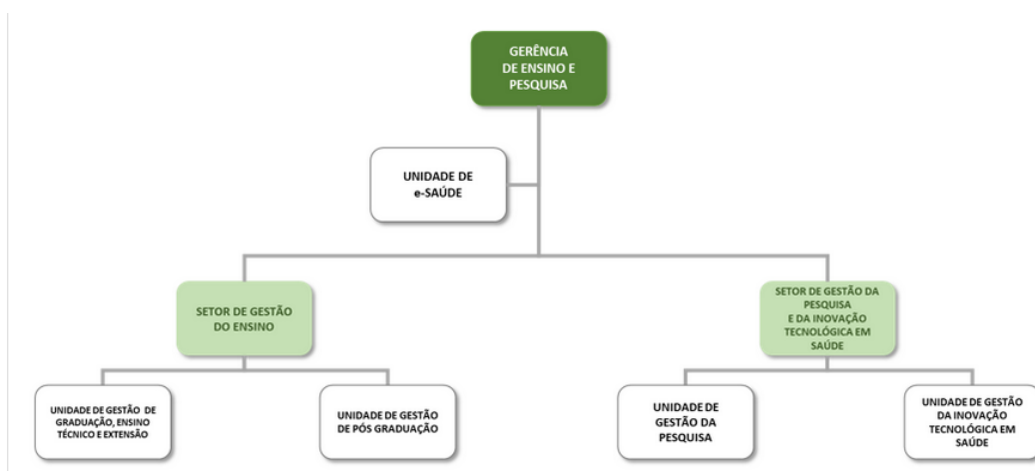 GERÊNCIA
DE ENSINO E
PESQUISA
UNIDADE DE
e-SAÚDE
SETOR DE GESTÃO
DO ENSINO
SETOR DE GESTÃO DA
PESQUISA
E DA INOVAÇÃO
TECNOLÓGICA EM
SAÚDE
UNIDADE DE GESTÃO DE
GRADUAÇÃO, ENSINO
TÉCNICO E EXTENSÃO
UNIDADE DE GESTÃO
DE PÓS GRADUAÇÃO
UNIDADE DE
GESTÃO DA
PESQUISA
UNIDADE DE GESTÃO
DA INOVAÇÃO
TECNOLÓGICA EM
SAÚDE